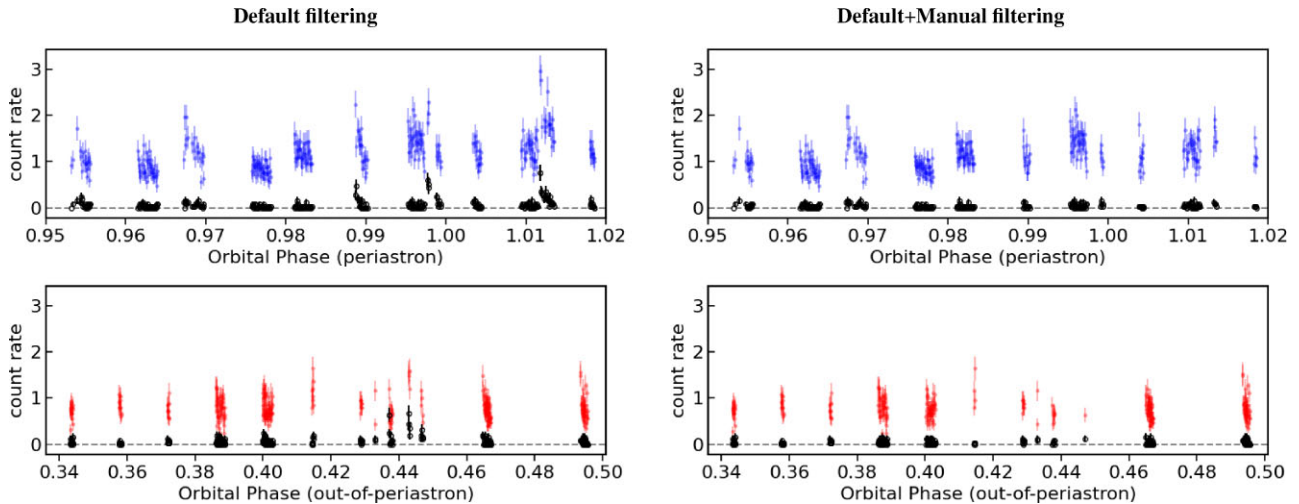 Default filtering
Default+Manual filtering
count rate
3
2
1
0
0.95 0.96 0.97 0.98 0.99 1.00 1.01 1.02
Orbital Phase (periastron)
count rate
3
2
1
0
0.95 0.96 0.97 0.98 0.99 1.00 1.01 1.02
Orbital Phase (periastron)
count rate
3
2
1
0
0.34 0.36 0.38 0.40 0.42 0.44 0.46 0.48 0.50
Orbital Phase (out-of-periastron)
count rate
3
2
1
0
0.34 0.36 0.38 0.40 0.42 0.44 0.46 0.48 0.50
Orbital Phase (out-of-periastron)